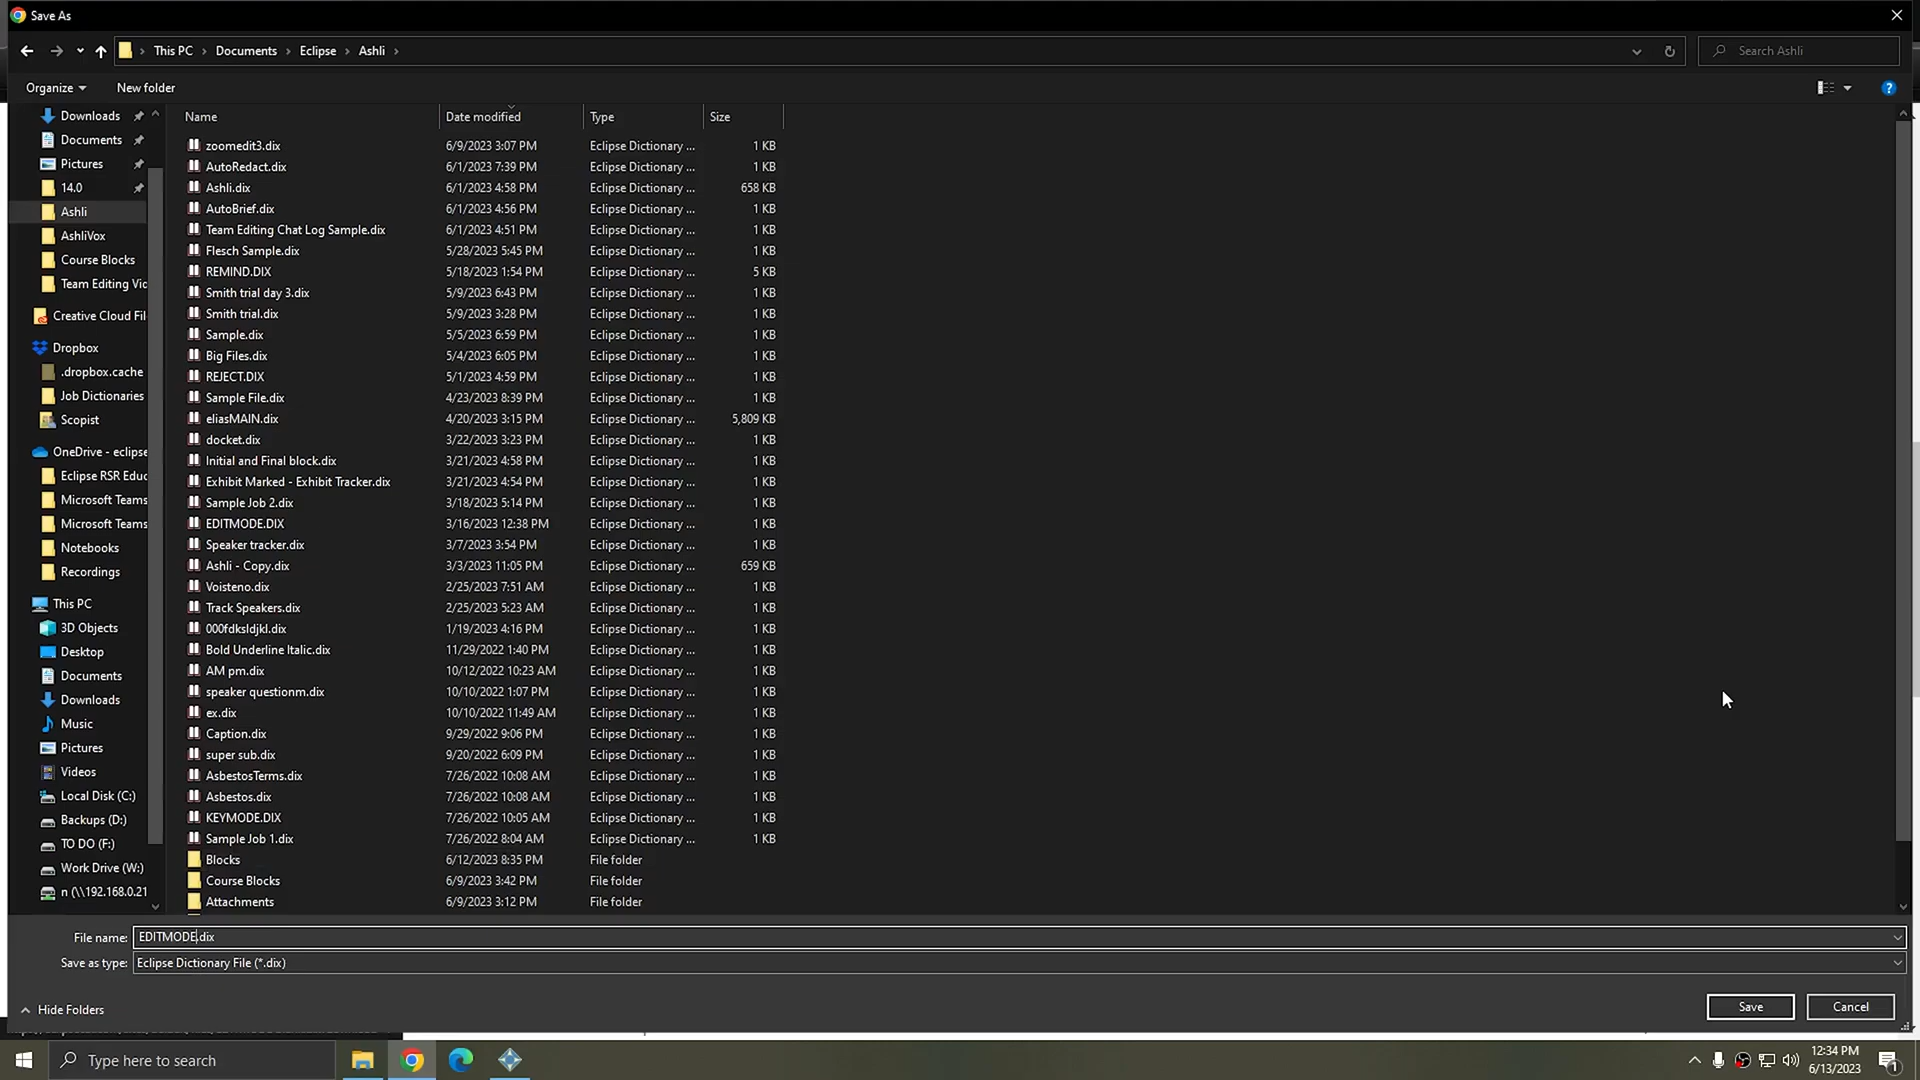 Save As
This PC > Documents > Eclipse > Ashli >
Search Ashli
Organize
New folder
Name Date modified Type Size
Downloads
Documents
Pictures
14.0
Ashli
AshliVox
Course Blocks
Team Editing Vic
Creative Cloud Fil
Dropbox
.dropbox.cache
Job Dictionaries
Scopist
OneDrive - eclipse
Eclipse RSR Educ
Microsoft Teams
Microsoft Teams
Notebooks
Recordings
This PC
3D Objects
Desktop
Documents
Downloads
Music
Pictures
Videos
Local Disk (C:)
Backups (D:)
TO DO (F:)
Work Drive (W:)
n (\\192.168.0.21
zoomedit3.dix 6/9/2023 3:07 PM Eclipse Dictionary ... 1 KB
AutoRedact.dix 6/1/2023 7:39 PM Eclipse Dictionary ... 1 KB
Ashli.dix 6/1/2023 4:58 PM Eclipse Dictionary ... 658 KB
AutoBrief.dix 6/1/2023 4:56 PM Eclipse Dictionary ... 1 KB
Team Editing Chat Log Sample.dix 6/1/2023 4:51 PM Eclipse Dictionary ... 1 KB
Flesch Sample.dix 5/28/2023 5:45 PM Eclipse Dictionary ... 1 KB
REMIND.DIX 5/18/2023 1:54 PM Eclipse Dictionary ... 5 KB
Smith trial day 3.dix 5/9/2023 6:43 PM Eclipse Dictionary ... 1 KB
Smith trial.dix 5/9/2023 3:28 PM Eclipse Dictionary ... 1 KB
Sample.dix 5/5/2023 6:59 PM Eclipse Dictionary ... 1 KB
Big Files.dix 5/4/2023 6:05 PM Eclipse Dictionary ... 1 KB
REJECT.DIX 5/1/2023 4:59 PM Eclipse Dictionary ... 1 KB
Sample File.dix 4/23/2023 8:39 PM Eclipse Dictionary ... 1 KB
eliasMAIN.dix 4/20/2023 3:15 PM Eclipse Dictionary ... 5,809 KB
docket.dix 3/22/2023 3:23 PM Eclipse Dictionary ... 1 KB
Initial and Final block.dix 3/21/2023 4:58 PM Eclipse Dictionary ... 1 KB
Exhibit Marked - Exhibit Tracker.dix 3/21/2023 4:54 PM Eclipse Dictionary ... 1 KB
Sample Job 2.dix 3/18/2023 5:14 PM Eclipse Dictionary ... 1 KB
EDITMODE.DIX 3/16/2023 12:38 PM Eclipse Dictionary ... 1 KB
Speaker tracker.dix 3/7/2023 3:54 PM Eclipse Dictionary ... 1 KB
Ashli - Copy.dix 3/3/2023 11:05 PM Eclipse Dictionary ... 659 KB
Voisteno.dix 2/25/2023 7:51 AM Eclipse Dictionary ... 1 KB
Track Speakers.dix 2/25/2023 5:23 AM Eclipse Dictionary ... 1 KB
000fdksldjkl.dix 1/19/2023 4:16 PM Eclipse Dictionary ... 1 KB
Bold Underline Italic.dix 11/29/2022 1:40 PM Eclipse Dictionary ... 1 KB
AM pm.dix 10/12/2022 10:23 AM Eclipse Dictionary ... 1 KB
speaker questionm.dix 10/10/2022 1:07 PM Eclipse Dictionary ... 1 KB
ex.dix 10/10/2022 11:49 AM Eclipse Dictionary ... 1 KB
Caption.dix 9/29/2022 9:06 PM Eclipse Dictionary ... 1 KB
super sub.dix 9/20/2022 6:09 PM Eclipse Dictionary ... 1 KB
AsbestosTerms.dix 7/26/2022 10:08 AM Eclipse Dictionary ... 1 KB
Asbestos.dix 7/26/2022 10:08 AM Eclipse Dictionary ... 1 KB
KEYMODE.DIX 7/26/2022 10:05 AM Eclipse Dictionary ... 1 KB
Sample Job 1.dix 7/26/2022 8:04 AM Eclipse Dictionary ... 1 KB
Blocks 6/12/2023 8:35 PM File folder
Course Blocks 6/9/2023 3:42 PM File folder
Attachments 6/9/2023 3:12 PM File folder
File name: EDITMODE.dix
Save as type: Eclipse Dictionary File (*.dix)
Hide Folders
Save
Cancel
Type here to search
12:34 PM
6/13/2023
1